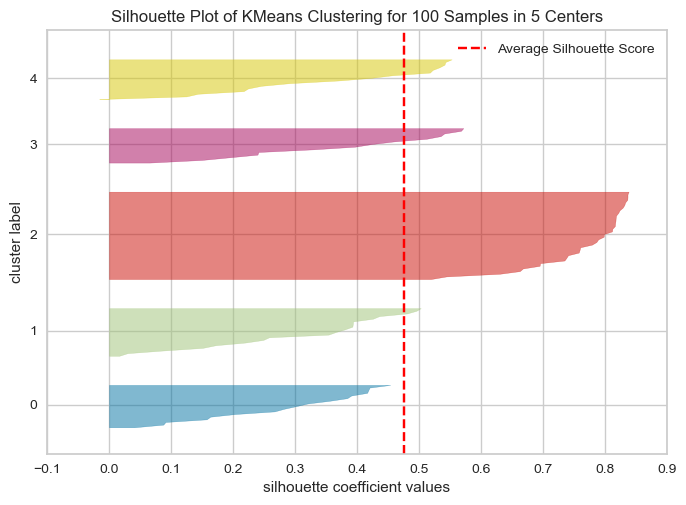 Silhouette Plot of KMeans Clustering for 100 Samples in 5 Centers
Average Silhouette Score
cluster label
4
3
2
1
0
−0.1 0.0 0.1 0.2 0.3 0.4 0.5 0.6 0.7 0.8 0.9
silhouette coefficient values